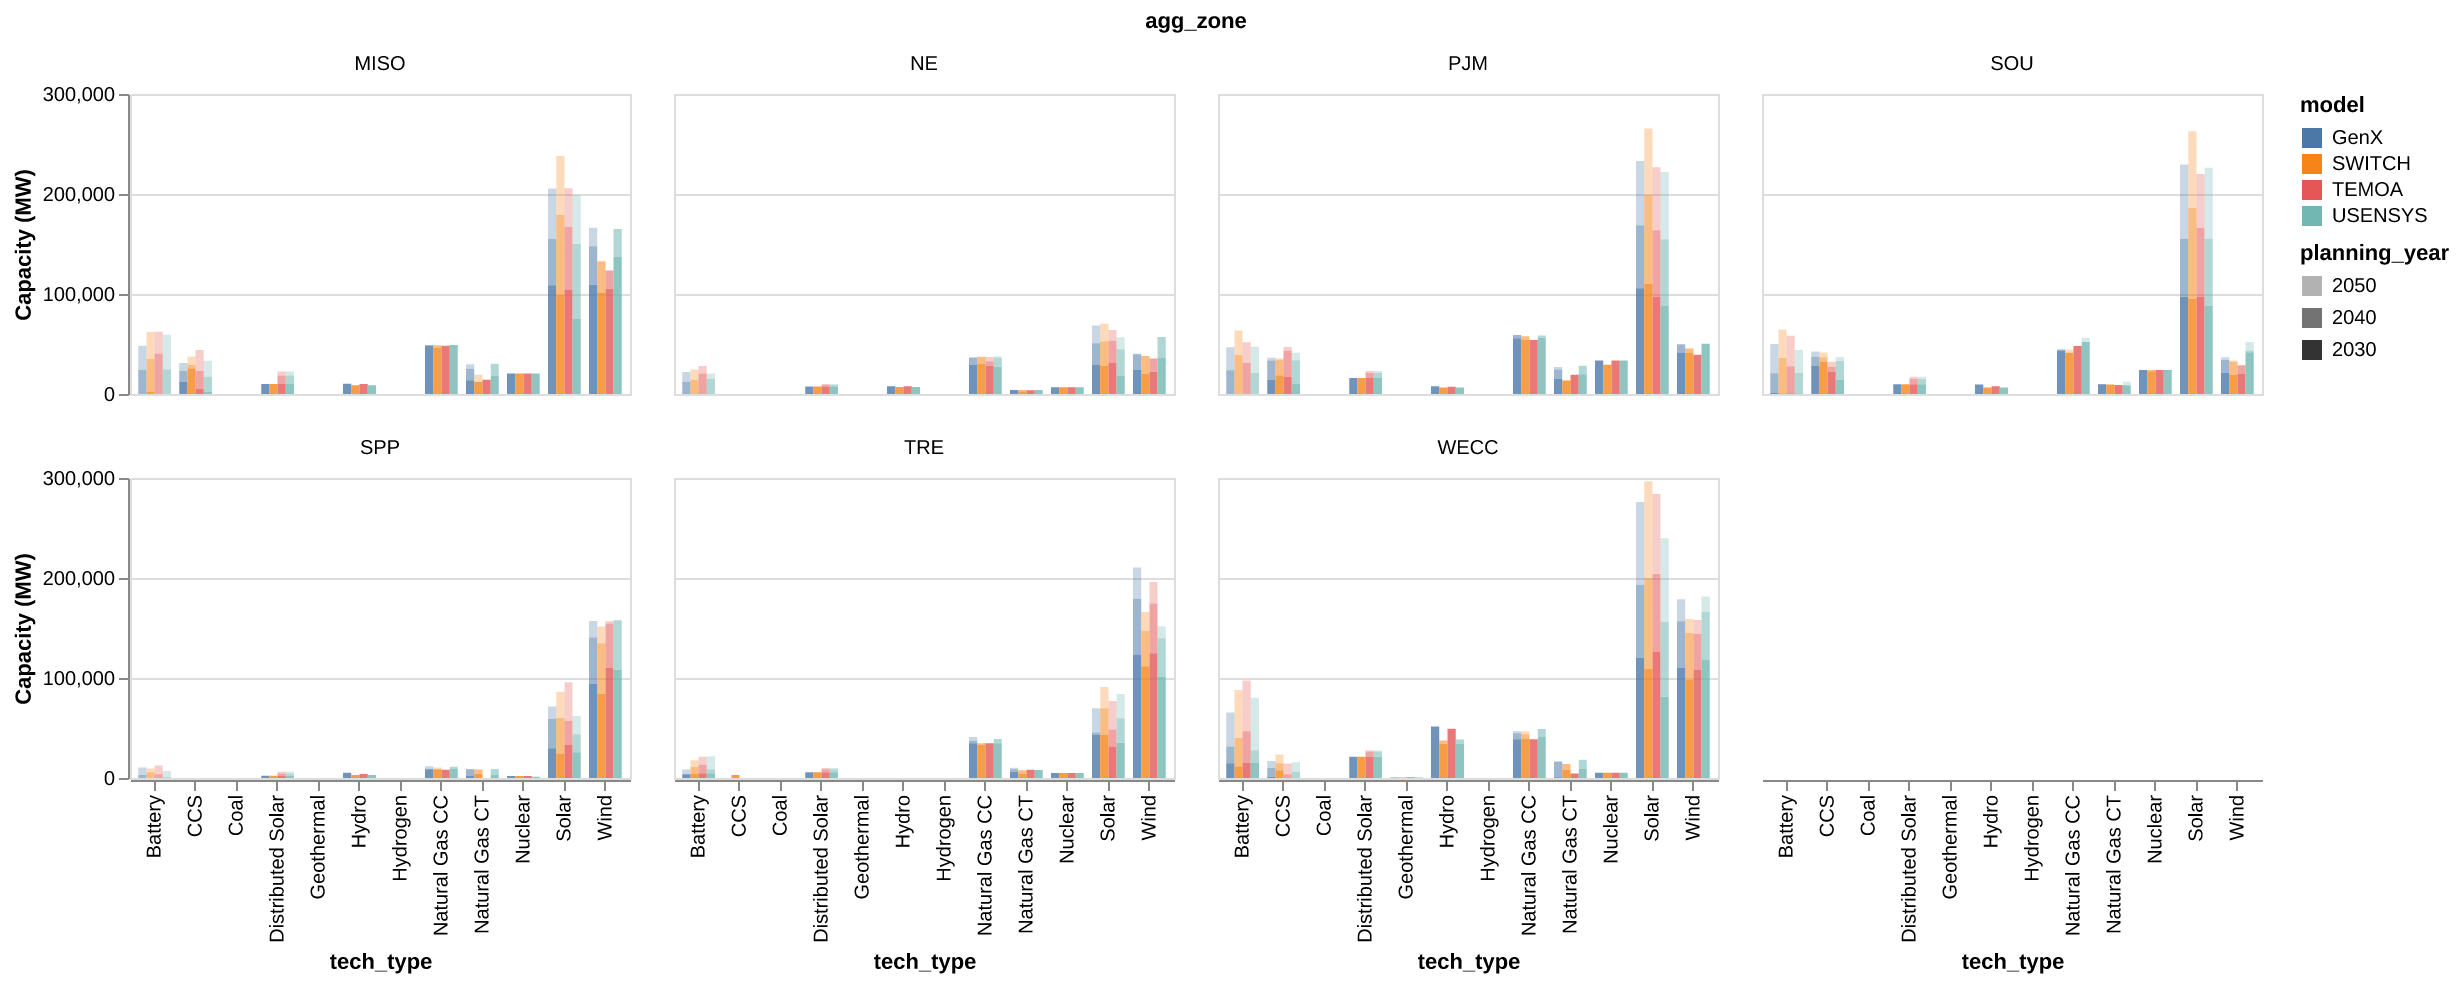 agg_zone
MISO
NE
PJM
SOU
300,000
200,000
100,000
0
Capacity (MW)
model
GenX
SWITCH
TEMOA
USENSYS
planning_year
2050
2040
2030
SPP
TRE
WECC
300,000
200,000
100,000
0
Capacity (MW)
Battery
CCS
Coal
Distributed Solar
Geothermal
Hydro
Hydrogen
Natural Gas CC
Natural Gas CT
Nuclear
Solar
Wind
Battery
CCS
Coal
Distributed Solar
Geothermal
Hydro
Hydrogen
Natural Gas CC
Natural Gas CT
Nuclear
Solar
Wind
Battery
CCS
Coal
Distributed Solar
Geothermal
Hydro
Hydrogen
Natural Gas CC
Natural Gas CT
Nuclear
Solar
Wind
Battery
CCS
Coal
Distributed Solar
Geothermal
Hydro
Hydrogen
Natural Gas CC
Natural Gas CT
Nuclear
Solar
Wind
tech_type
tech_type
tech_type
tech_type